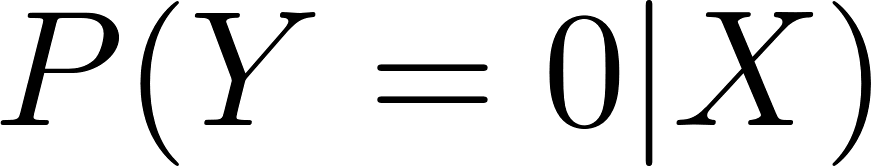 P(Y = 0|X)